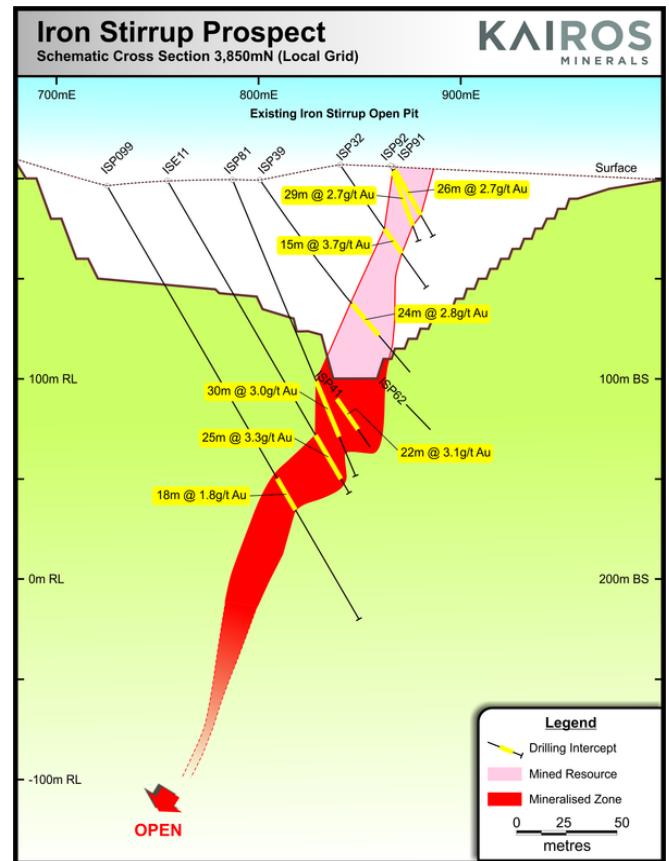 Iron Stirrup Prospect
Schematic Cross Section 3,850mN (Local Grid)
KAIROS
MINERALS
700mE
800mE
900mE
Existing Iron Stirrup Open Pit
ISP099
ISE11
ISP81
ISP39
ISP32
ISP92
ISP91
Surface
29m @ 2.7g/t Au
26m @ 2.7g/t Au
15m @ 3.7g/t Au
24m @ 2.8g/t Au
100m RL
100m BS
ISP41
ISP62
30m @ 3.0g/t Au
25m @ 3.3g/t Au
22m @ 3.1g/t Au
18m @ 1.8g/t Au
0m RL
200m BS
-100m RL
OPEN
Legend
Drilling Intercept
Mined Resource
Mineralised Zone
0 25 50
metres